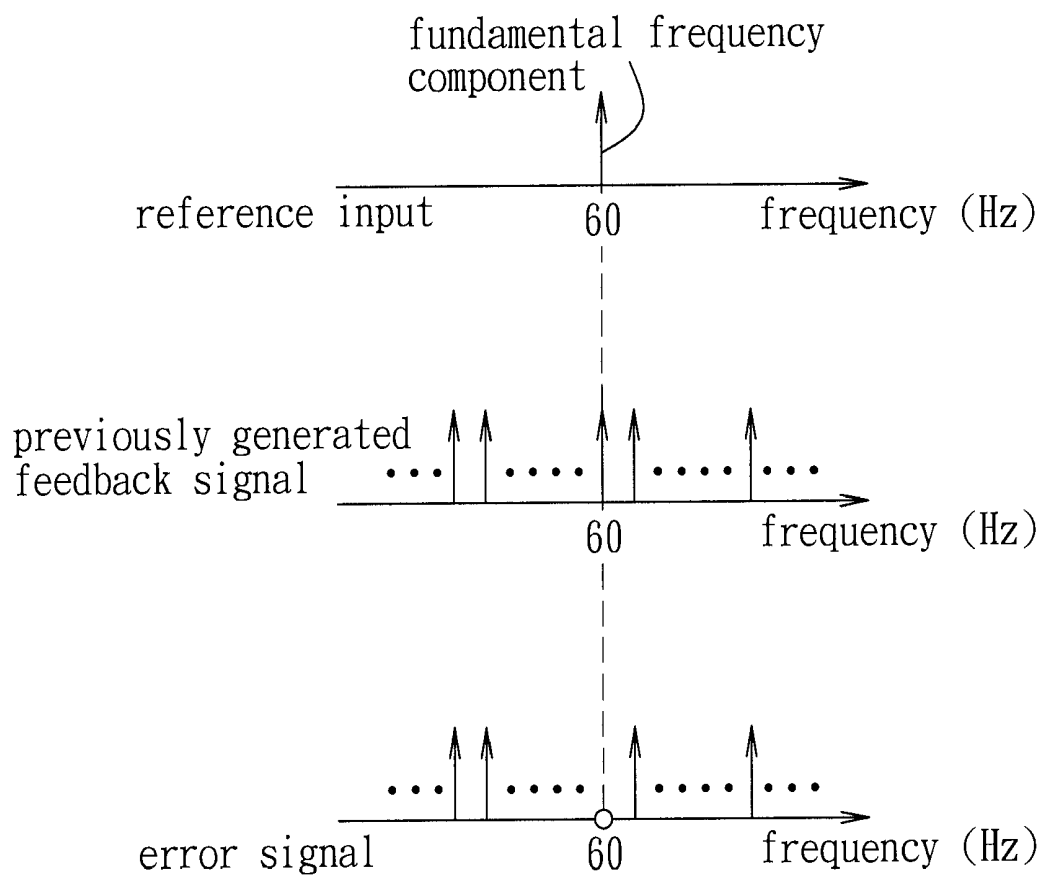 fundamental frequency
component
reference input
60
frequency (Hz)
previously generated
feedback signal
60
frequency (Hz)
error signal
60
frequency (Hz)